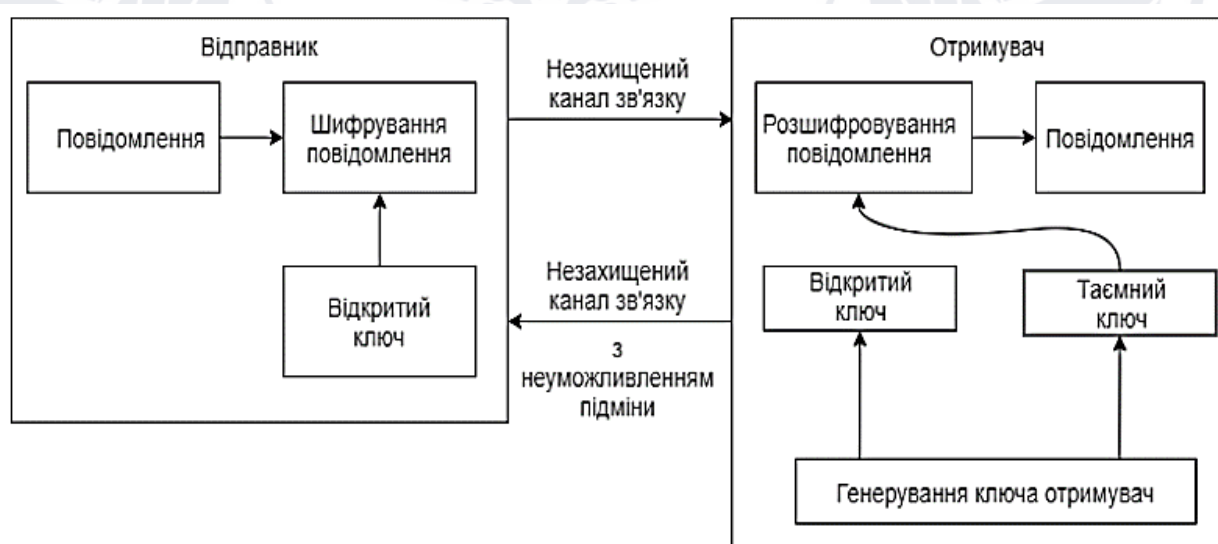 Відправник
Повідомлення
Шифрування
повідомлення
Відкритий
ключ
Незахищений
канал зв'язку
Незахищений
канал зв'язку
з
неуможливленням
підміни
Отримувач
Розшифровування
повідомлення
Повідомлення
Відкритий
ключ
Таємний
ключ
Генерування ключа отримувач